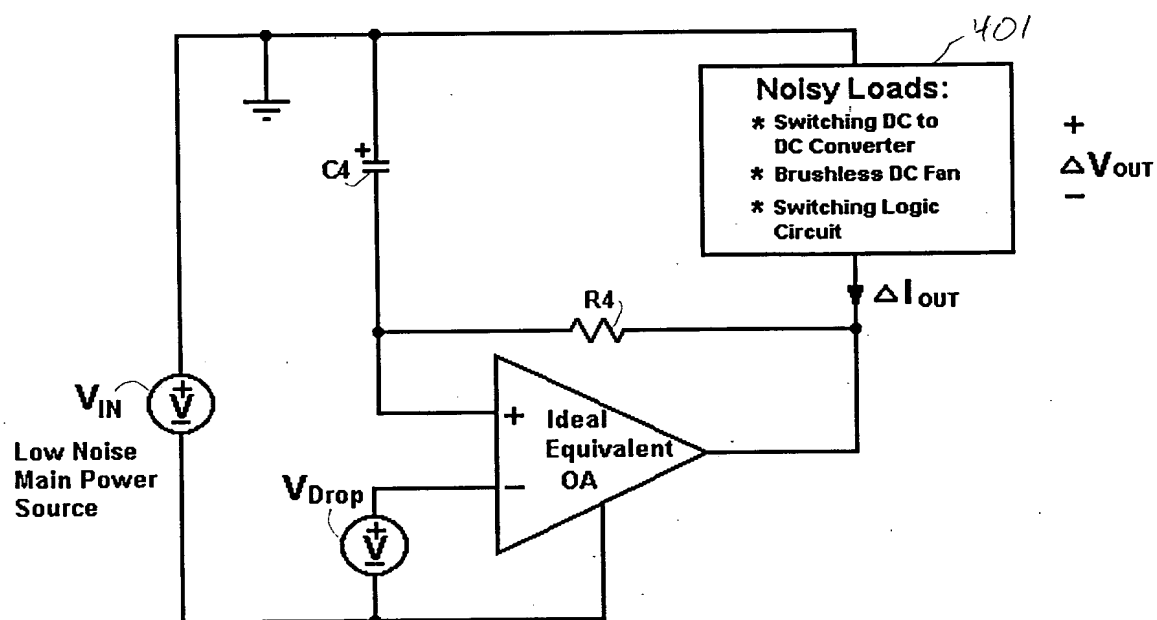 401
Noisy Loads:
* Switching DC to
DC Converter
* Brushless DC Fan
* Switching Logic
Circuit
+
ΔVOUT
−
+
C4
R4
ΔIOUT
VIN
+
V
−
Low Noise
Main Power
Source
+
Ideal
Equivalent
OA
−
VDrop
+
V
−